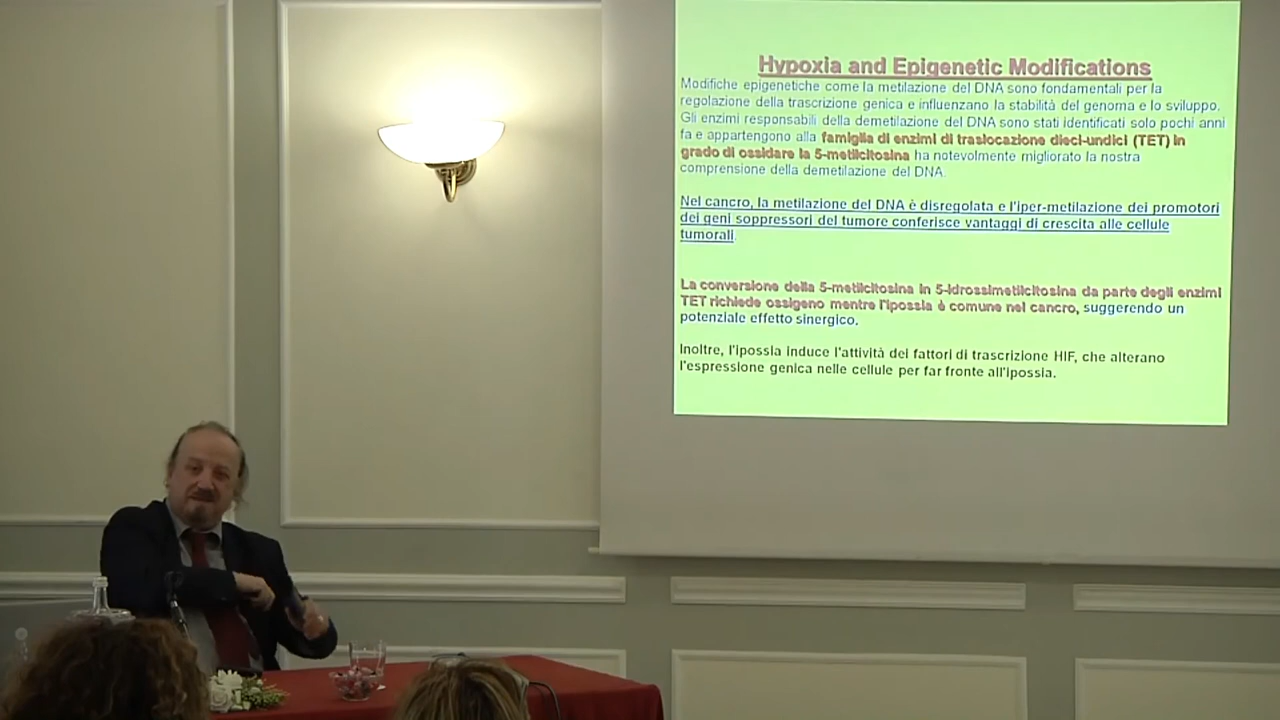 Hypoxia and Epigenetic Modifications
Modifiche epigenetiche come la metilazione del DNA sono fondamentali per la
regolazione della trascrizione genica e influenzano la stabilità del genoma e lo sviluppo.
Gli enzimi responsabili della demetilazione del DNA sono stati identificati solo pochi anni
fa e appartengono alla famiglia di enzimi di traslocazione dieci-undici (TET) in
grado di ossidare la 5-metilcitosina ha notevolmente migliorato la nostra
comprensione della demetilazione del DNA.
Nel cancro, la metilazione del DNA è disregolata e l'iper-metilazione dei promotori
dei geni soppressori del tumore conferisce vantaggi di crescita alle cellule
tumorali.
La conversione della 5-metilcitosina in 5-idrossimetilcitosina da parte degli enzimi
TET richiede ossigeno mentre l'ipossia è comune nel cancro, suggerendo un
potenziale effetto sinergico.
Inoltre, l'ipossia induce l'attività dei fattori di trascrizione HIF, che alterano
l'espressione genica nelle cellule per far fronte all'ipossia.